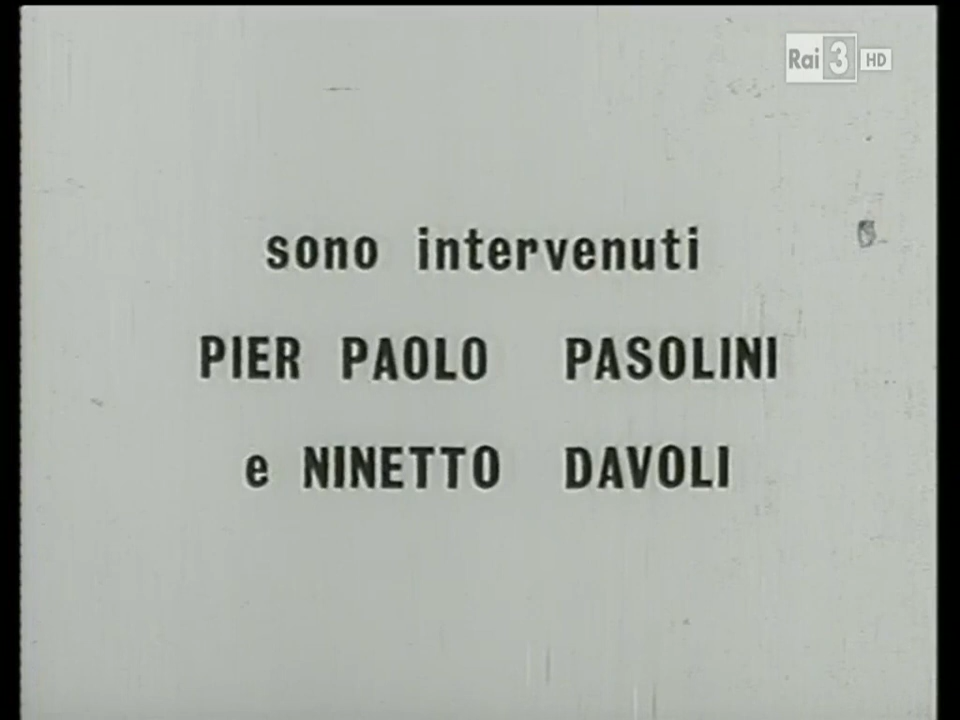 Rai 3 HD
sono intervenuti
PIER PAOLO PASOLINI
e NINETTO DAVOLI